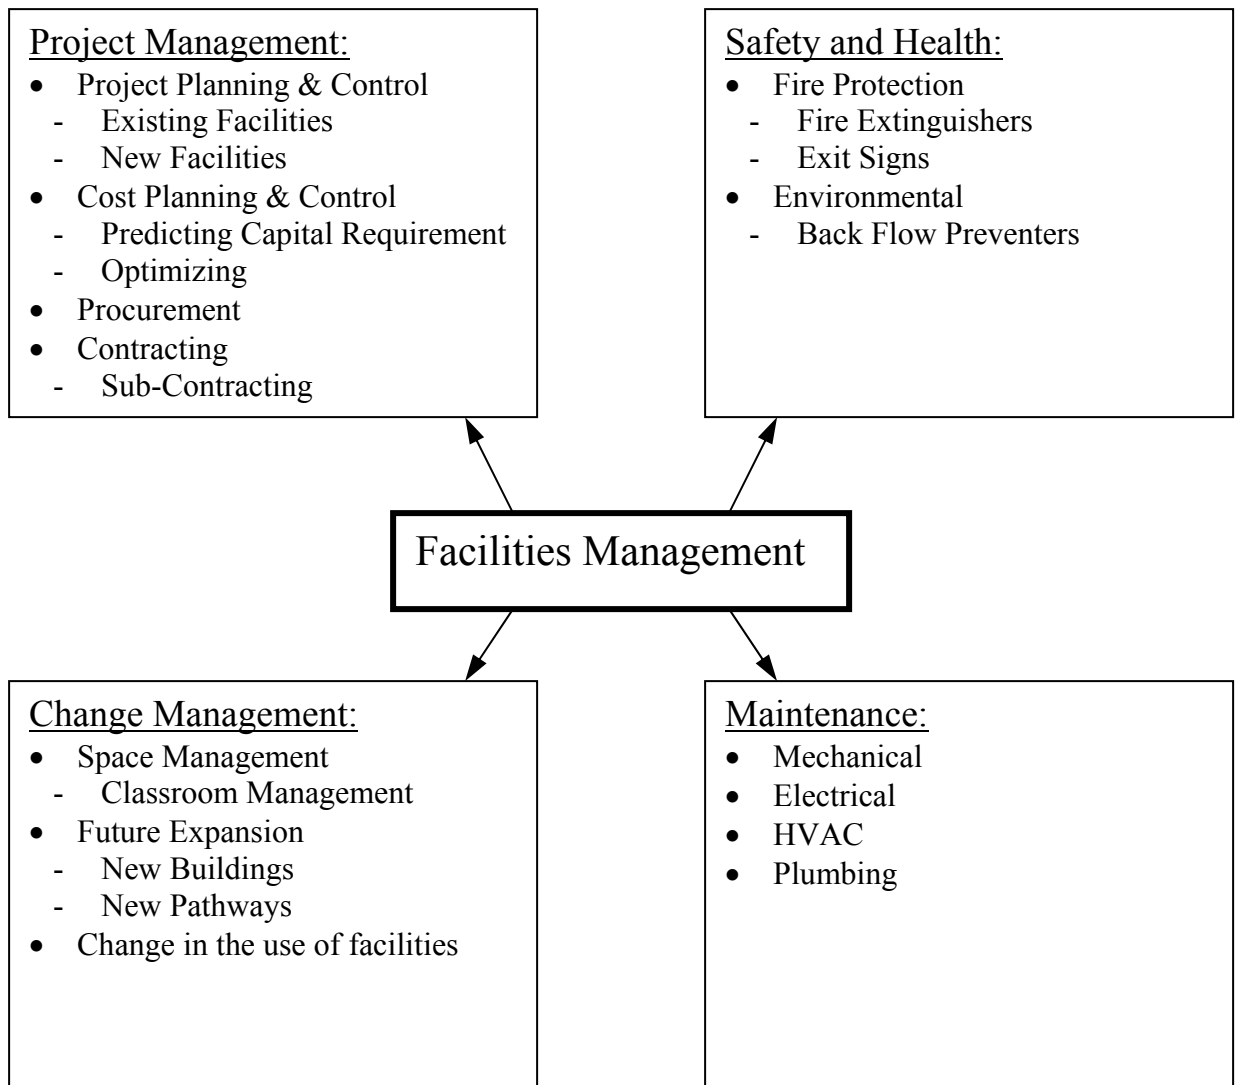 Project Management:
• Project Planning & Control
- Existing Facilities
- New Facilities
• Cost Planning & Control
- Predicting Capital Requirement
- Optimizing
• Procurement
• Contracting
- Sub-Contracting
Safety and Health:
• Fire Protection
- Fire Extinguishers
- Exit Signs
• Environmental
- Back Flow Preventers
Facilities Management
Change Management:
• Space Management
- Classroom Management
• Future Expansion
- New Buildings
- New Pathways
• Change in the use of facilities
Maintenance:
• Mechanical
• Electrical
• HVAC
• Plumbing